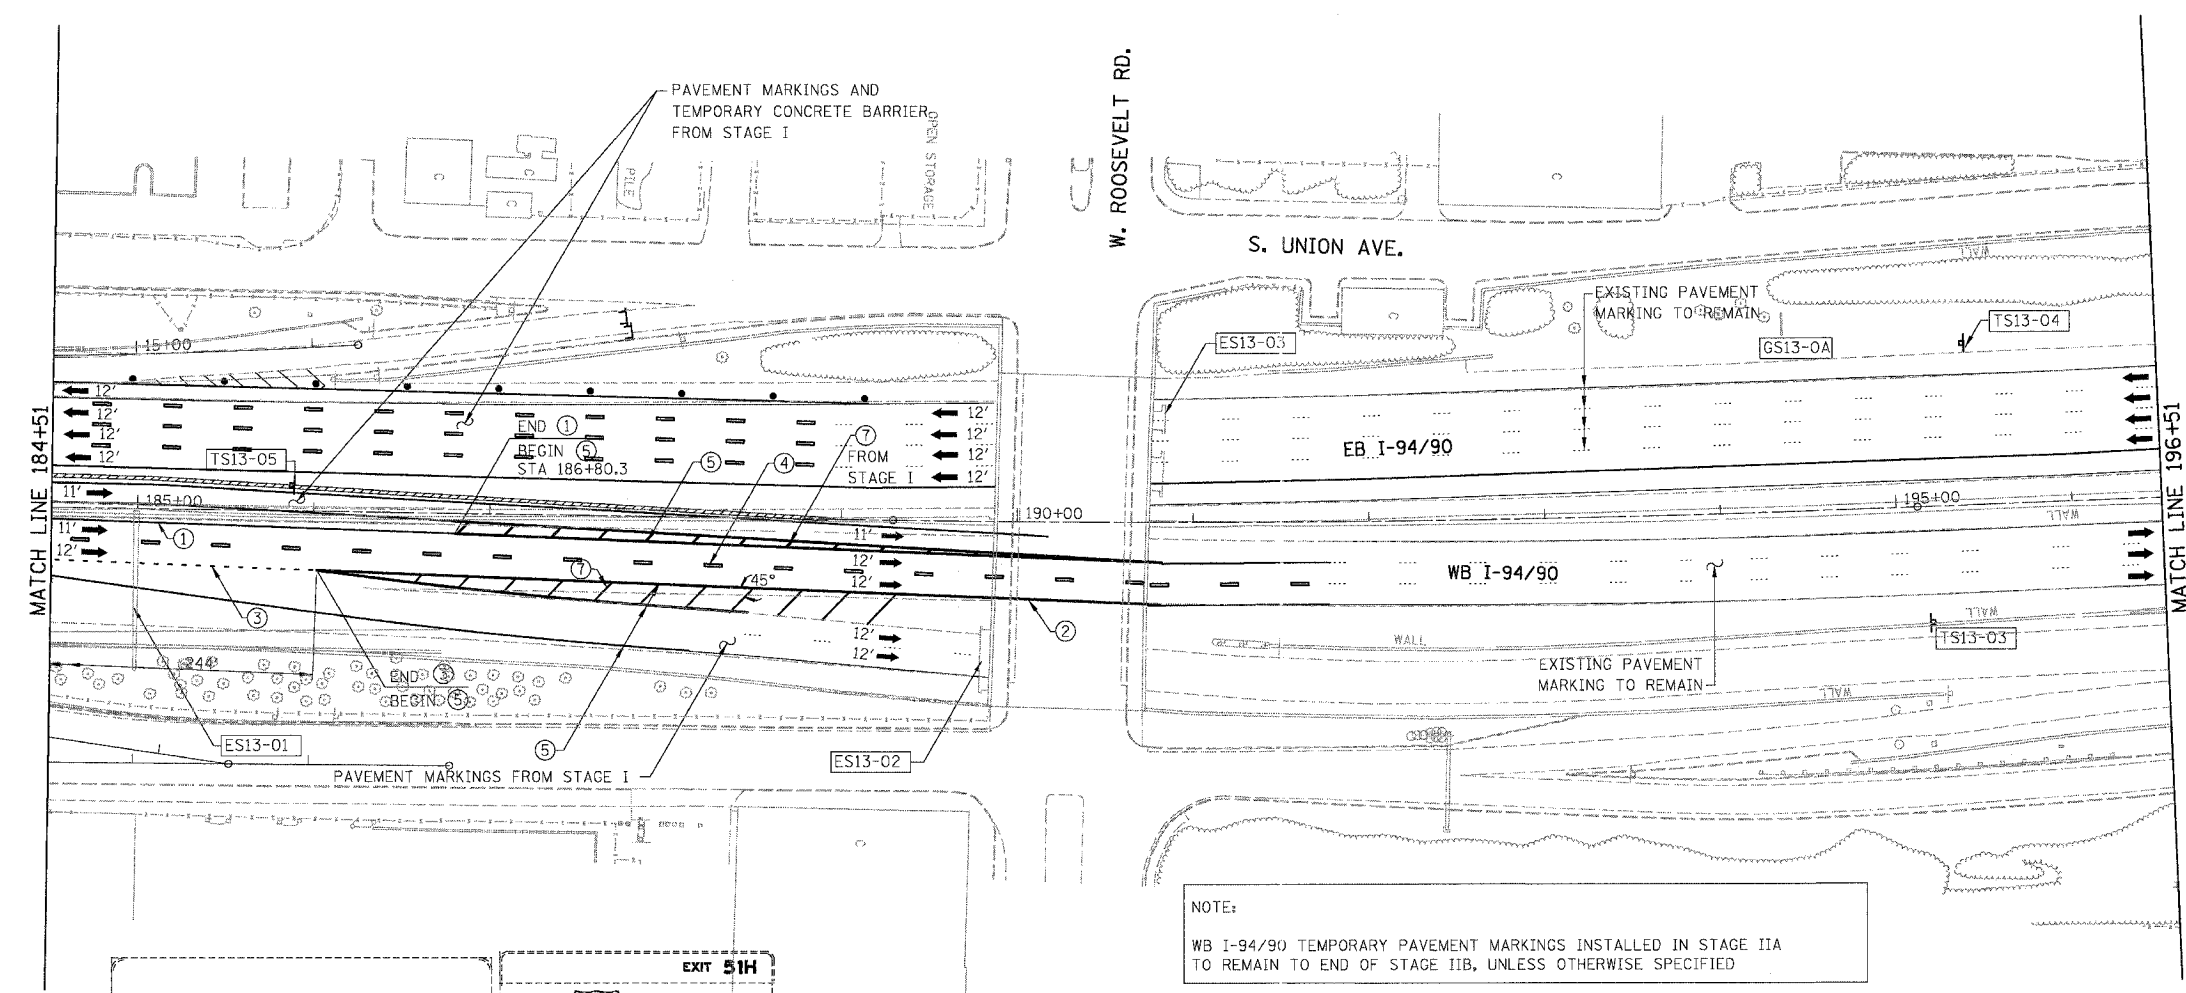 PAVEMENT MARKINGS AND
TEMPORARY CONCRETE BARRIER
FROM STAGE I
OPEN STORAGE
W. ROOSEVELT RD.
C
C
C
PILE
C
S. UNION AVE.
WALL
EXISTING PAVEMENT
MARKING TO REMAIN
TS13-04
GS13-0A
ES13-03
C
15+00
12'
12'
12'
12'
12'
12'
12'
12'
END 1
BEGIN 5
STA 186+80.3
7
FROM
STAGE I
5
4
EB I-94/90
TS13-05
MATCH LINE 184+51
MATCH LINE 196+51
11'
185+00
190+00
195+00
WALL
11'
1
12'
11'
12'
12'
7
45°
WB I-94/90
3
2
12'
12'
WALL
WALL
TS13-03
EXISTING PAVEMENT
MARKING TO REMAIN
WALL
244'
END 3
BEGIN 5
ES13-01
5
ES13-02
PAVEMENT MARKINGS FROM STAGE I
C
NOTE:
WB I-94/90 TEMPORARY PAVEMENT MARKINGS INSTALLED IN STAGE IIA
TO REMAIN TO END OF STAGE IIB, UNLESS OTHERWISE SPECIFIED
EXIT 51H